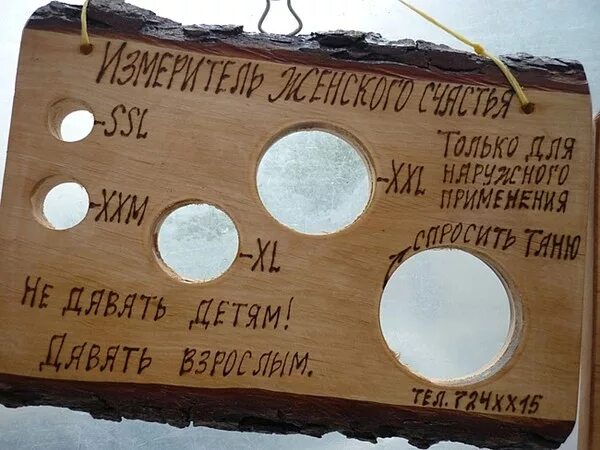 ИЗМЕРИТЕЛЬ ЖЕНСКОГО СЧАСТЬЯ
-SSL
ТОЛЬКО ДЛЯ
НАРУЖНОГО
ПРИМЕНЕНИЯ
-XXL
-XXM
-XL
СПРОСИТЬ ТАНЮ
НЕ ДАВАТЬ ДЕТЯМ!
ДАВАТЬ ВЗРОСЛЫМ.
ТЕЛ. 724XX15